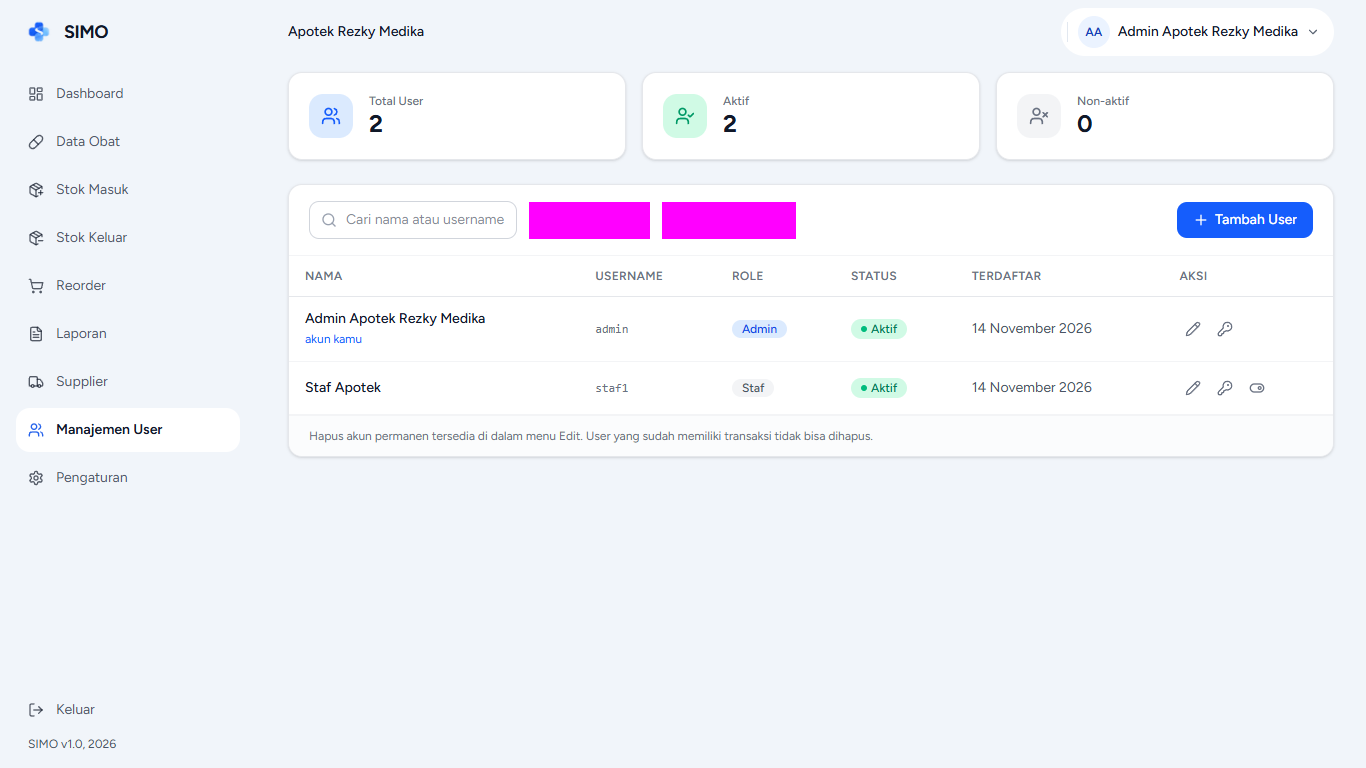 SIMO
Apotek Rezky Medika
AA
Admin Apotek Rezky Medika
Dashboard
Data Obat
Stok Masuk
Stok Keluar
Reorder
Laporan
Supplier
Manajemen User
Pengaturan
Keluar
SIMO v1.0, 2026
Total User
2
Aktif
2
Non-aktif
0
Cari nama atau username
Tambah User
NAMA USERNAME ROLE STATUS TERDAFTAR AKSI
Admin Apotek Rezky Medika admin Admin Aktif 14 November 2026
akun kamu
Staf Apotek staf1 Staf Aktif 14 November 2026
Hapus akun permanen tersedia di dalam menu Edit. User yang sudah memiliki transaksi tidak bisa dihapus.